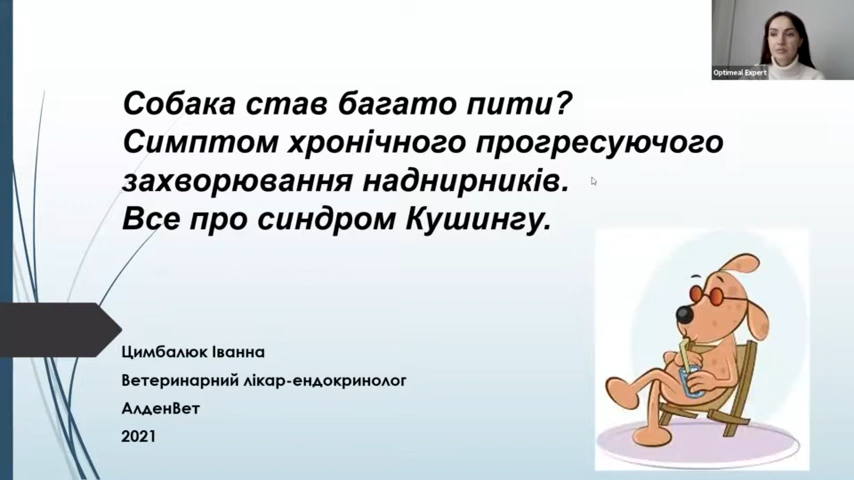 Optimeal Expert
Собака став багато пити?
Симптом хронічного прогресуючого
захворювання наднирників.
Все про синдром Кушингу.
Цимбалюк Іванна
Ветеринарний лікар-ендокринолог
АлденВет
2021